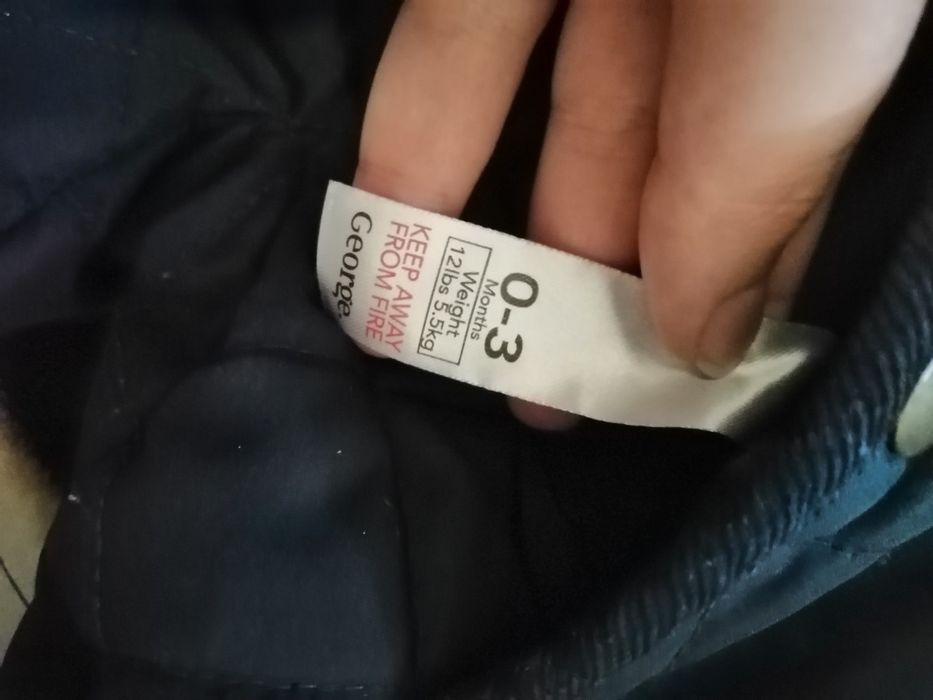 0-3
Months
Weight
12lbs 5.5kg
KEEP AWAY
FROM FIRE
George.